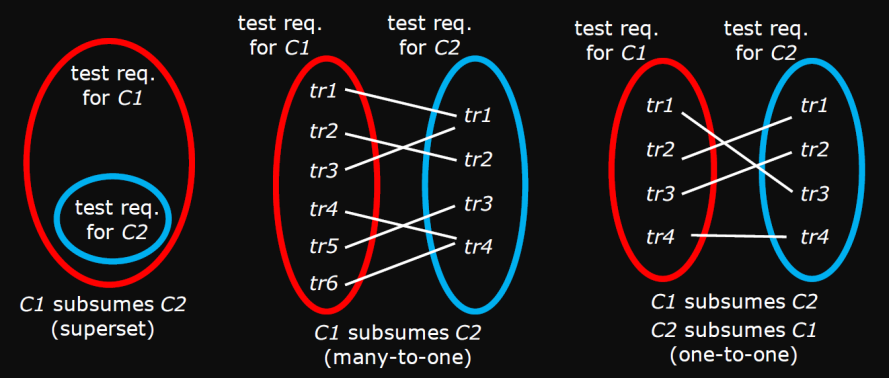 test req.
for C1
test req.
for C2
C1 subsumes C2
(superset)
test req.
for C1
test req.
for C2
tr1
tr2
tr3
tr4
tr5
tr6
tr1
tr2
tr3
tr4
C1 subsumes C2
(many-to-one)
test req.
for C1
test req.
for C2
tr1
tr2
tr3
tr4
tr1
tr2
tr3
tr4
C1 subsumes C2
C2 subsumes C1
(one-to-one)